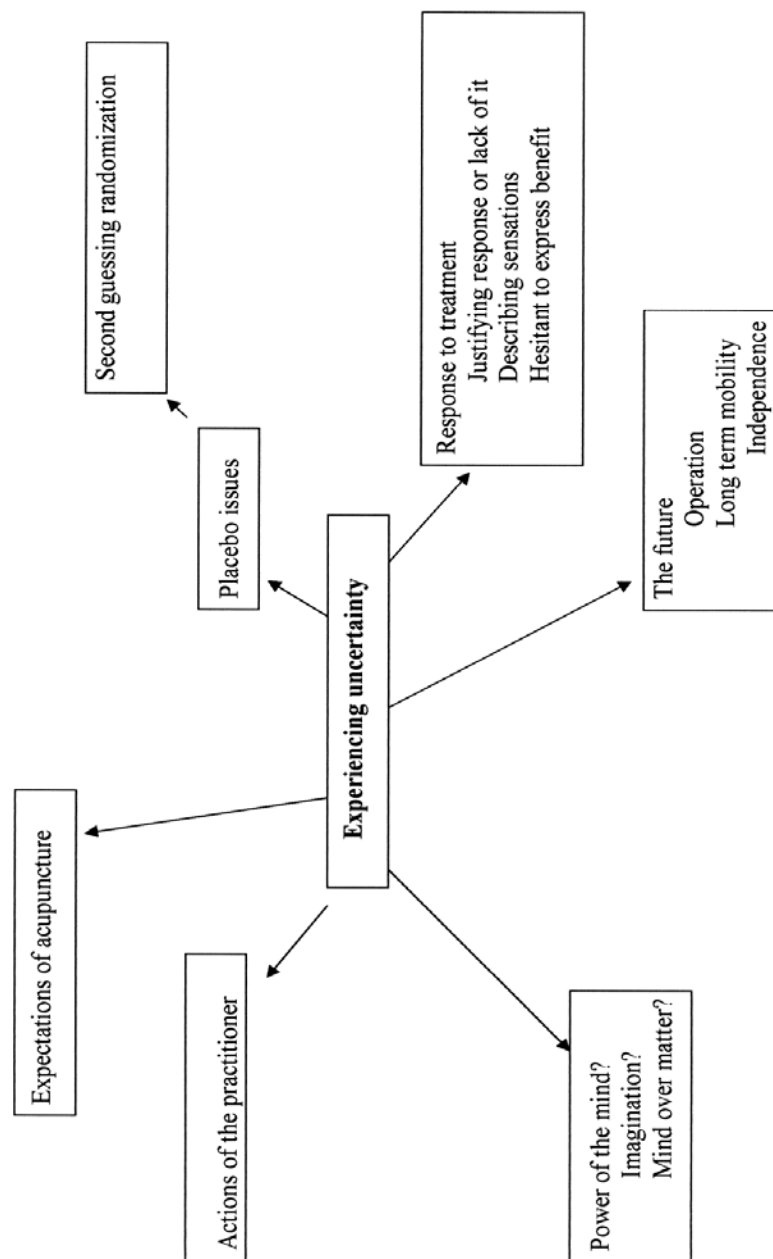 Expectations of acupuncture
Actions of the practitioner
Placebo issues
Second guessing randomization
Experiencing uncertainty
Power of the mind?
Imagination?
Mind over matter?
The future
Operation
Long term mobility
Independence
Response to treatment
Justifying response or lack of it
Describing sensations
Hesitant to express benefit